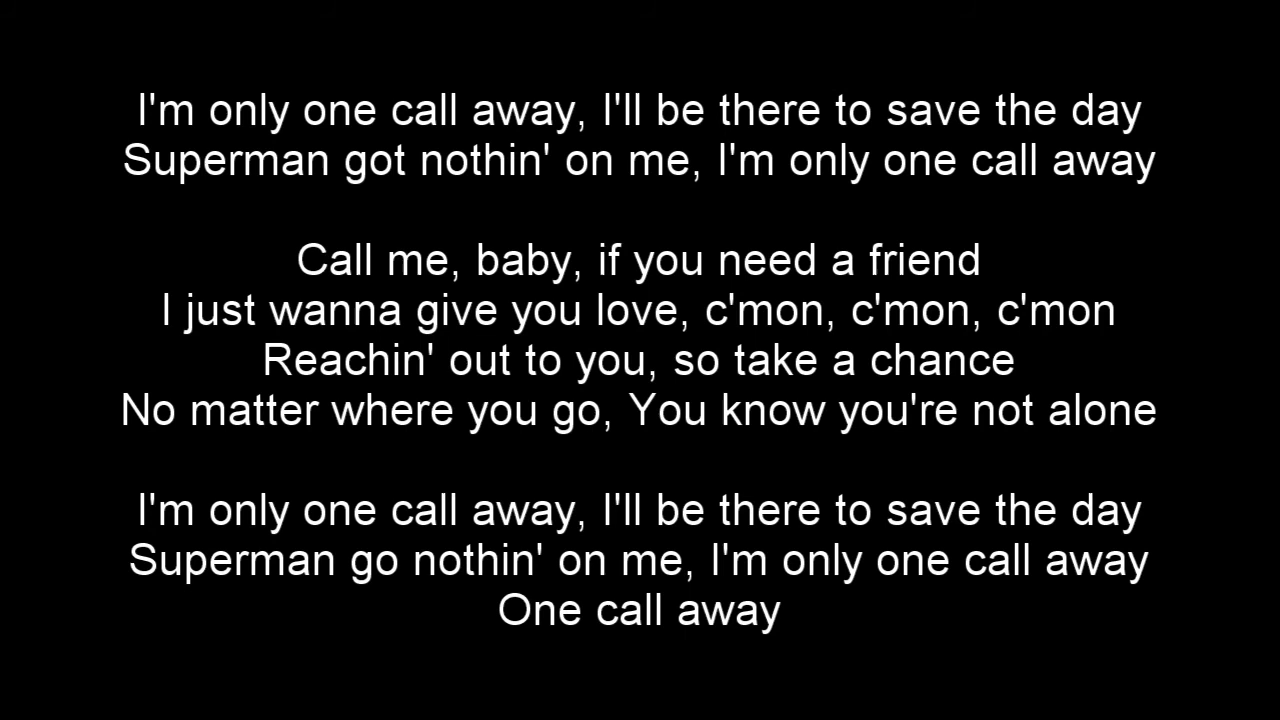 I'm only one call away, I'll be there to save the day
Superman got nothin' on me, I'm only one call away
Call me, baby, if you need a friend
I just wanna give you love, c'mon, c'mon, c'mon
Reachin' out to you, so take a chance
No matter where you go, You know you're not alone
I'm only one call away, I'll be there to save the day
Superman go nothin' on me, I'm only one call away
One call away